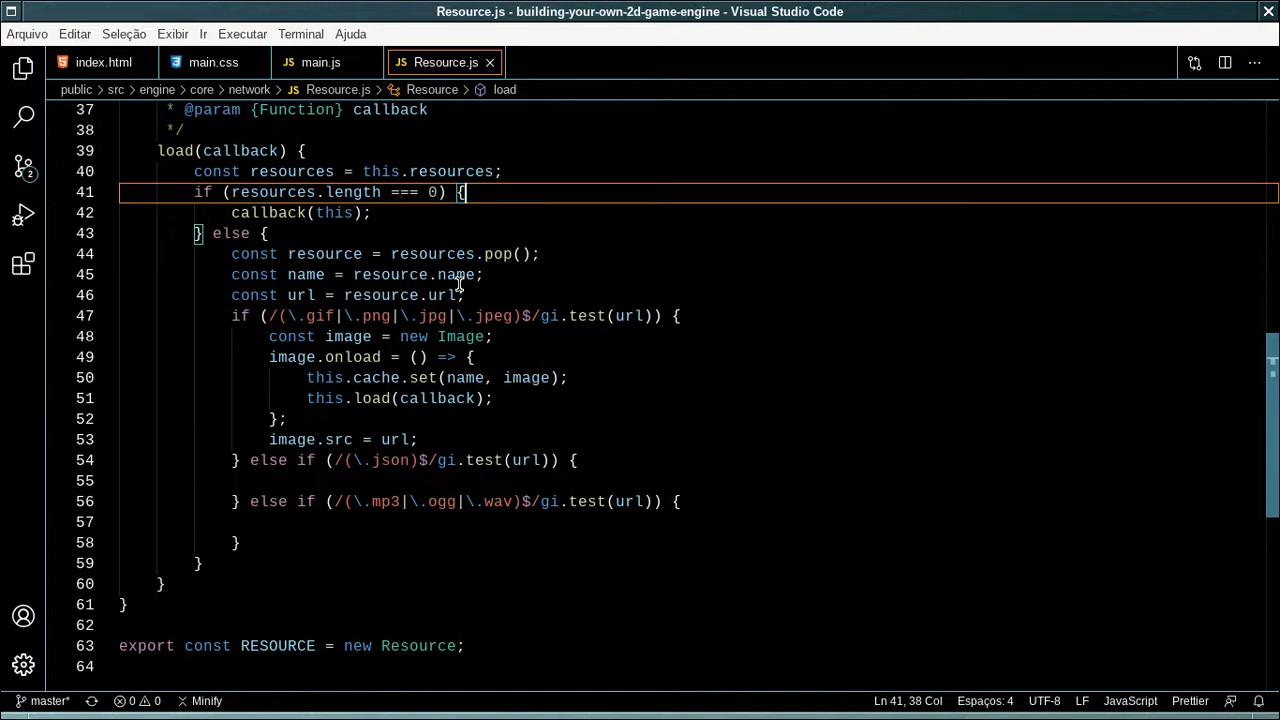 Resource.js - building-your-own-2d-game-engine - Visual Studio Code
Arquivo Editar Seleção Exibir Ir Executar Terminal Ajuda
index.html main.css JS main.js JS Resource.js
public > src > engine > core > network > JS Resource.js > Resource > load
37 * @param {Function} callback
38 */
39 load(callback) {
40 const resources = this.resources;
41 if (resources.length === 0) {
42 callback(this);
43 } else {
44 const resource = resources.pop();
45 const name = resource.name;
46 const url = resource.url;
47 if (/(\.gif|\.png|\.jpg|\.jpeg)$/gi.test(url)) {
48 const image = new Image;
49 image.onload = () => {
50 this.cache.set(name, image);
51 this.load(callback);
52 };
53 image.src = url;
54 } else if (/(\.json)$/gi.test(url)) {
55
56 } else if (/(\.mp3|\.ogg|\.wav)$/gi.test(url)) {
57
58 }
59 }
60 }
61 }
62
63 export const RESOURCE = new Resource;
64
2
master* 0 0 Minify Ln 41, 38 Col Espaços: 4 UTF-8 LF JavaScript Prettier